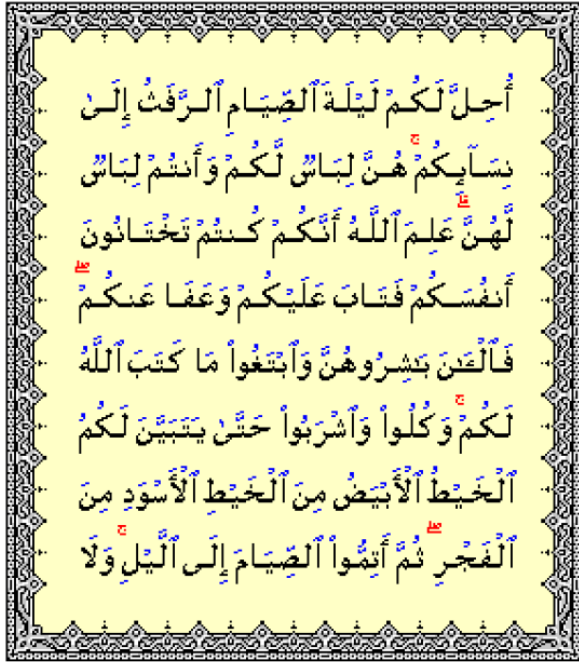 أُحِلَّ لَكُمْ لَيْلَةَ ٱلصِّيَامِ ٱلرَّفَثُ إِلَىٰ
نِسَآئِكُمْ ۚ هُنَّ لِبَاسٌ لَّكُمْ وَأَنتُمْ لِبَاسٌ
لَّهُنَّ ۗ عَلِمَ ٱللَّهُ أَنَّكُمْ كُنتُمْ تَخْتَانُونَ
أَنفُسَكُمْ فَتَابَ عَلَيْكُمْ وَعَفَا عَنكُمْ ۖ
فَٱلْـَٰٔنَ بَـٰشِرُوهُنَّ وَٱبْتَغُوا۟ مَا كَتَبَ ٱللَّهُ
لَكُمْ ۚ وَكُلُوا۟ وَٱشْرَبُوا۟ حَتَّىٰ يَتَبَيَّنَ لَكُمُ
ٱلْخَيْطُ ٱلْأَبْيَضُ مِنَ ٱلْخَيْطِ ٱلْأَسْوَدِ مِنَ
ٱلْفَجْرِ ۖ ثُمَّ أَتِمُّوا۟ ٱلصِّيَامَ إِلَى ٱلَّيْلِ ۚ وَلَا